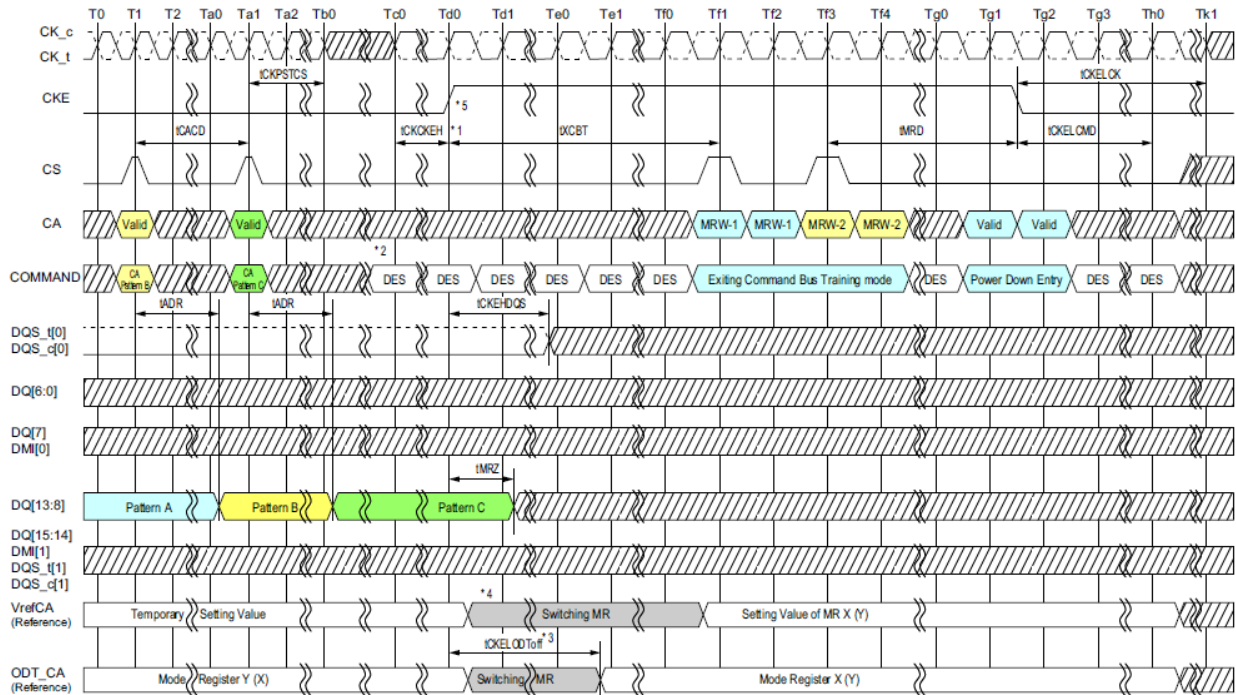 T0 T1 T2 Ta0 Ta1 Ta2 Tb0 Tc0 Td0 Td1 Te0 Te1 Tf0 Tf1 Tf2 Tf3 Tf4 Tg0 Tg1 Tg2 Tg3 Th0 Tk1
CK_c
CK_t
tCKPSTCS tCKELCK
CKE
*5
tCACD tCKCKEH *1 tXCBT tMRD tCKELCMD
CS
CA Valid Valid MRW-1 MRW-1 MRW-2 MRW-2 Valid Valid
*2
COMMAND CA Pattern B CA Pattern C DES DES DES DES DES DES Exiting Command Bus Training mode DES Power Down Entry DES DES
tADR tADR tCKEHDQS
DQS_t[0]
DQS_c[0]
DQ[6:0]
DQ[7]
DMI[0]
tMRZ
DQ[13:8] Pattern A Pattern B Pattern C
DQ[15:14]
DMI[1]
DQS_t[1]
DQS_c[1]
*4
VrefCA
(Reference)
Temporary Setting Value Switching MR Setting Value of MR X (Y)
tCKELODToff *3
ODT_CA
(Reference)
Mode Register Y (X) Switching MR Mode Register X (Y)